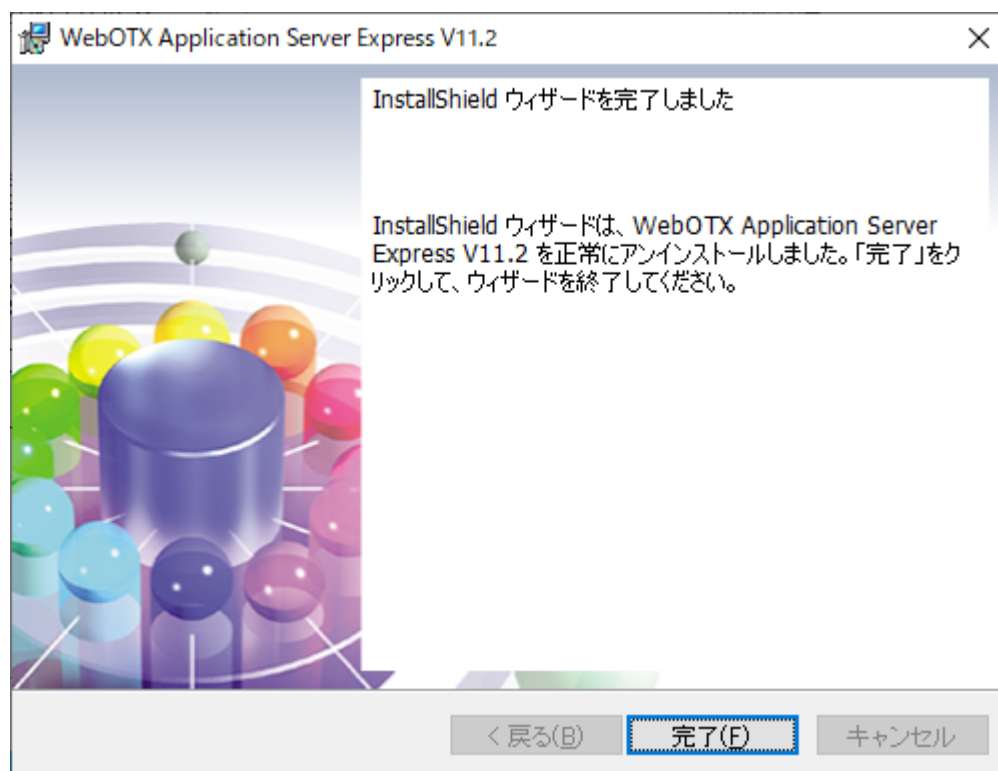 WebOTX Application Server Express V11.2
InstallShield ウィザードを完了しました
InstallShield ウィザードは、WebOTX Application Server
Express V11.2 を正常にアンインストールしました。「完了」をク
リックして、ウィザードを終了してください。
< 戻る(B)
完了(F)
キャンセル